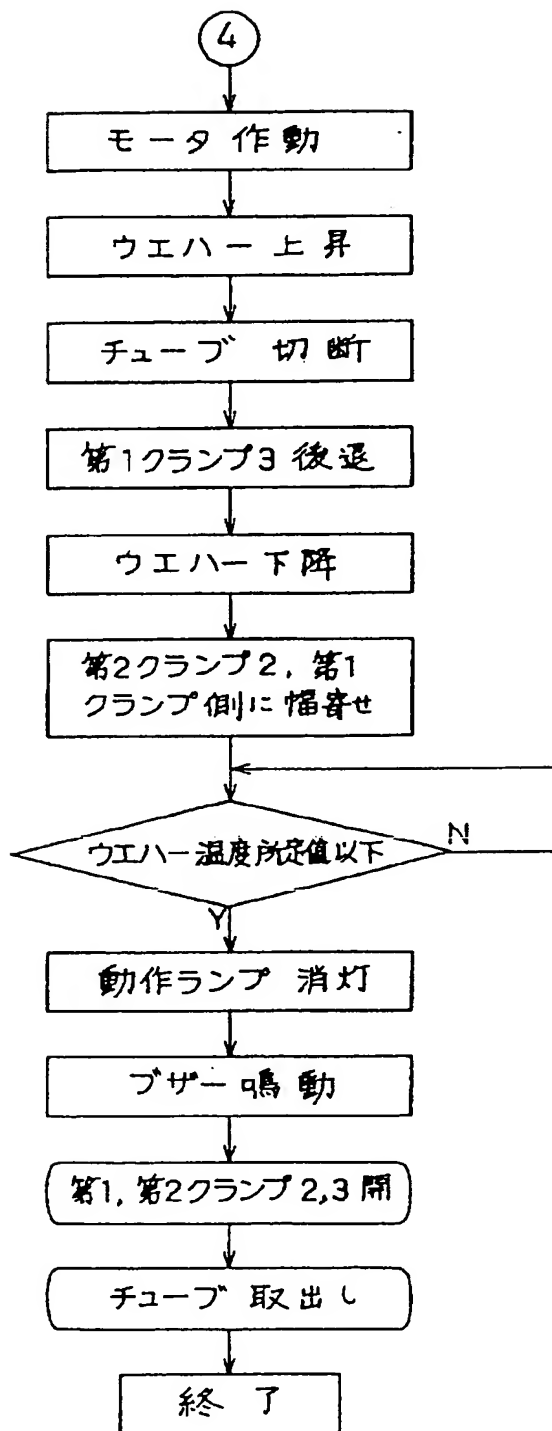 4
モータ 作動
ウエハー 上昇
チューブ 切断
第1クランプ3 後退
ウエハー 下降
第2クランプ2, 第1
クランプ側に幅寄せ
ウエハー温度所定値以下
N
Y
動作ランプ 消灯
ブザー 鳴動
第1, 第2クランプ2,3 開
チューブ 取出し
終了